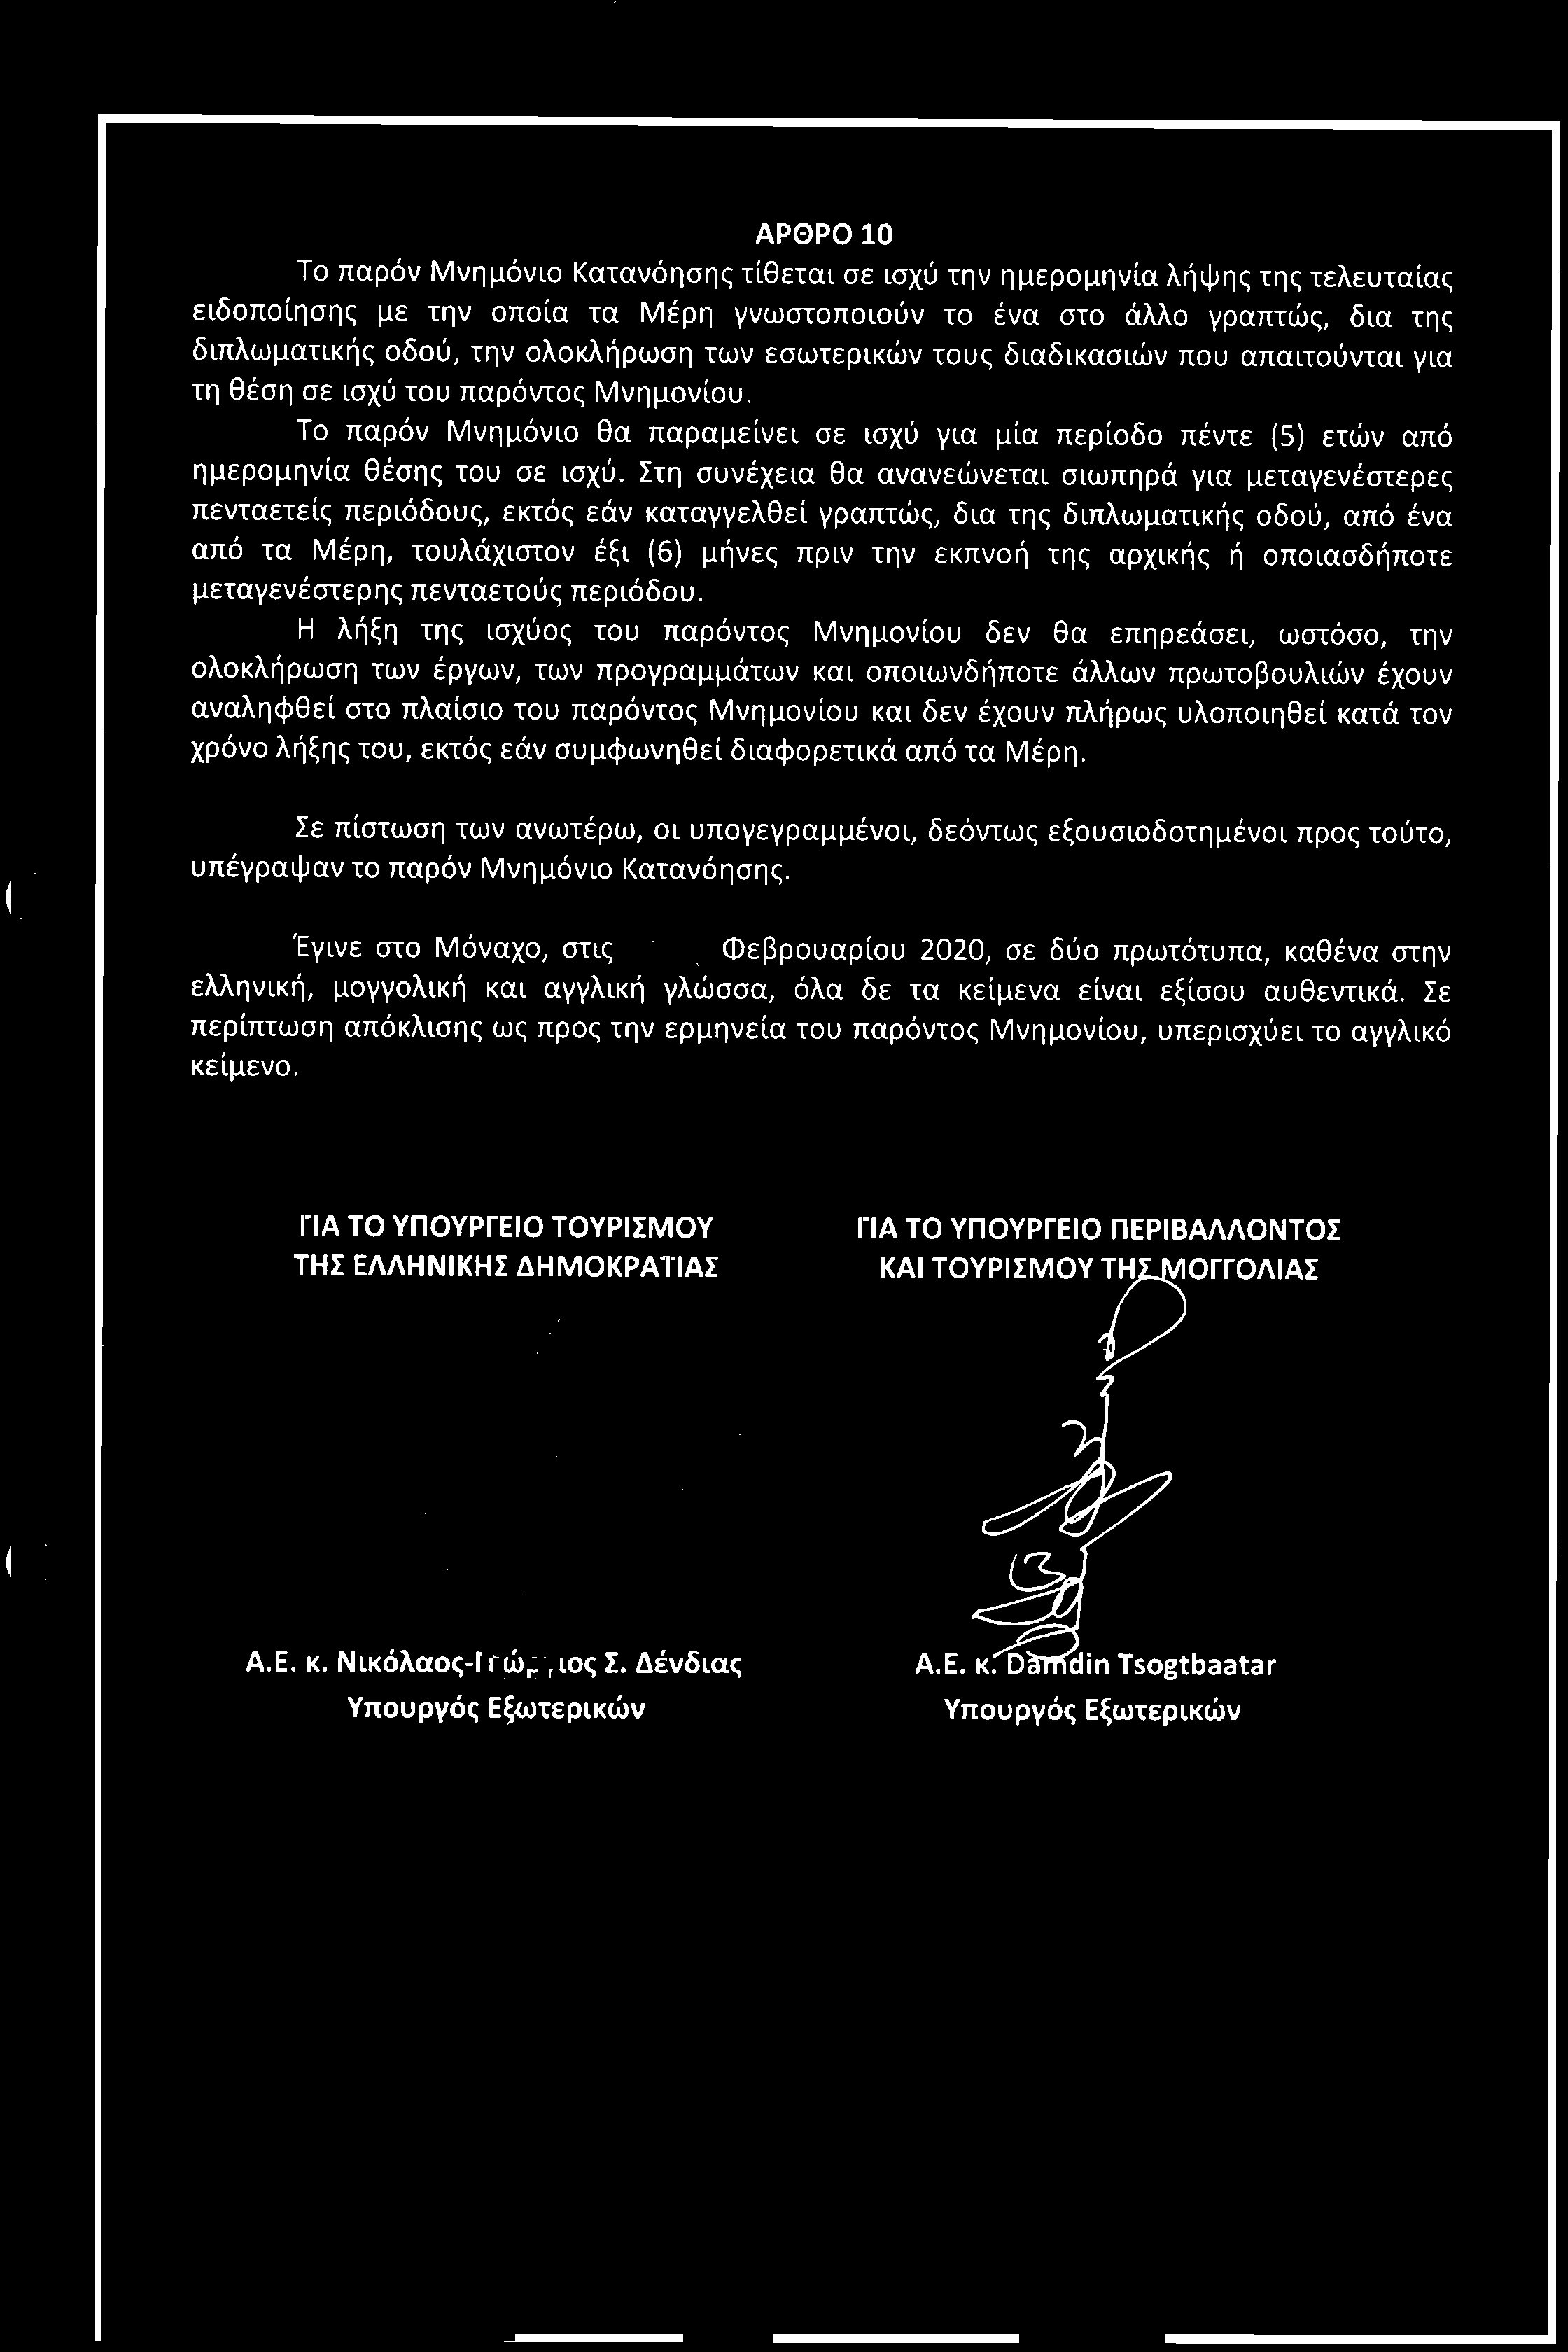 ΑΡΘΡΟ 10
Το παρόν Μνημόνιο Κατανόησης τίθεται σε ισχύ την ημερομηνία λήψης της τελευταίας
ειδοποίησης με την οποία τα Μέρη γνωστοποιούν το ένα στο άλλο γραπτώς, δια της
διπλωματικής οδού, την ολοκλήρωση των εσωτερικών τους διαδικασιών που απαιτούνται για
τη θέση σε ισχύ του παρόντος Μνημονίου.
Το παρόν Μνημόνιο θα παραμείνει σε ισχύ για μία περίοδο πέντε (5) ετών από
ημερομηνία θέσης του σε ισχύ. Στη συνέχεια θα ανανεώνεται σιωπηρά για μεταγενέστερες
πενταετείς περιόδους, εκτός εάν καταγγελθεί γραπτώς, δια της διπλωματικής οδού, από ένα
από τα Μέρη, τουλάχιστον έξι (6) μήνες πριν την εκπνοή της αρχικής ή οποιασδήποτε
μεταγενέστερης πενταετούς περιόδου.
Η λήξη της ισχύος του παρόντος Μνημονίου δεν θα επηρεάσει, ωστόσο, την
ολοκλήρωση των έργων, των προγραμμάτων και οποιωνδήποτε άλλων πρωτοβουλιών έχουν
αναληφθεί στο πλαίσιο του παρόντος Μνημονίου και δεν έχουν πλήρως υλοποιηθεί κατά τον
χρόνο λήξης του, εκτός εάν συμφωνηθεί διαφορετικά από τα Μέρη.
Σε πίστωση των ανωτέρω, οι υπογεγραμμένοι, δεόντως εξουσιοδοτημένοι προς τούτο,
υπέγραψαν το παρόν Μνημόνιο Κατανόησης.
Έγινε στο Μόναχο, στις Φεβρουαρίου 2020, σε δύο πρωτότυπα, καθένα στην
ελληνική, μογγολική και αγγλική γλώσσα, όλα δε τα κείμενα είναι εξίσου αυθεντικά. Σε
περίπτωση απόκλισης ως προς την ερμηνεία του παρόντος Μνημονίου, υπερισχύει το αγγλικό
κείμενο.
ΓΙΑ ΤΟ ΥΠΟΥΡΓΕΙΟ ΤΟΥΡΙΣΜΟΥ
ΤΗΣ ΕΛΛΗΝΙΚΗΣ ΔΗΜΟΚΡΑΤΙΑΣ
ΓΙΑ ΤΟ ΥΠΟΥΡΓΕΙΟ ΠΕΡΙΒΑΛΛΟΝΤΟΣ
ΚΑΙ ΤΟΥΡΙΣΜΟΥ ΤΗΣ ΜΟΓΓΟΛΙΑΣ
Α.Ε. κ. Νικόλαος-Γεώργιος Σ. Δένδιας
Υπουργός Εξωτερικών
Α.Ε. κ. Damdin Tsogtbaatar
Υπουργός Εξωτερικών